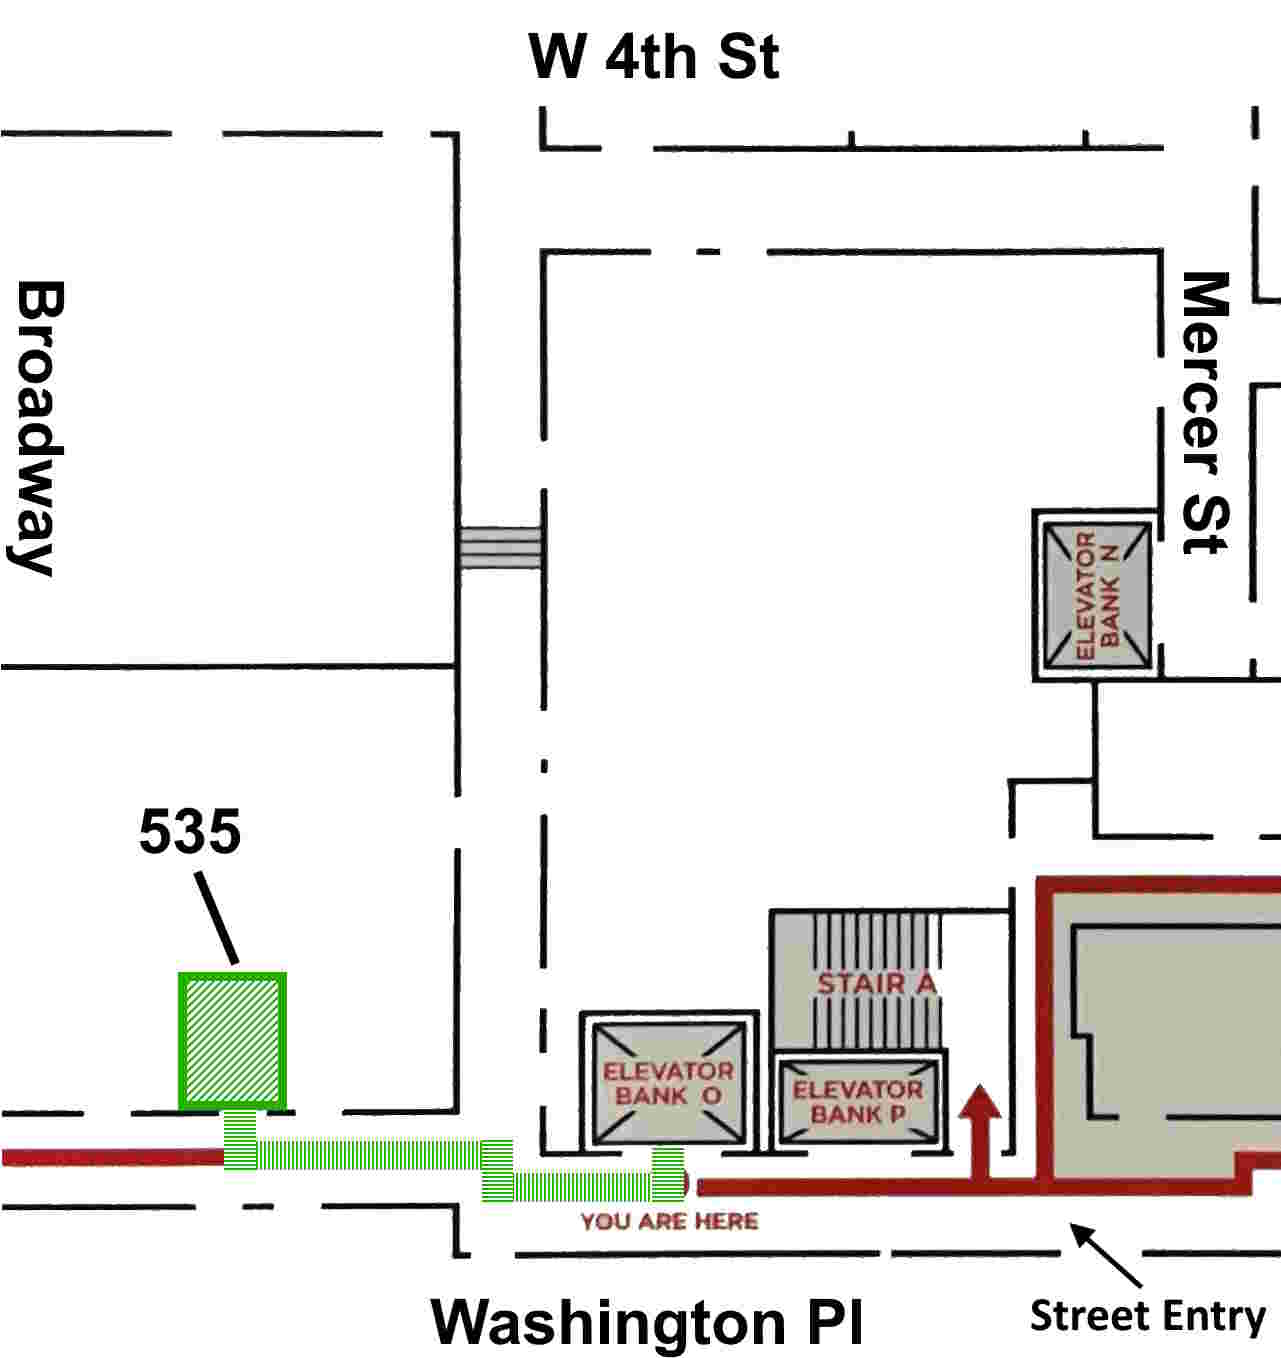 W 4th St
Broadway
Mercer St
ELEVATOR
BANK N
535
STAIR A
ELEVATOR
BANK O
ELEVATOR
BANK P
YOU ARE HERE
Washington Pl
Street Entry